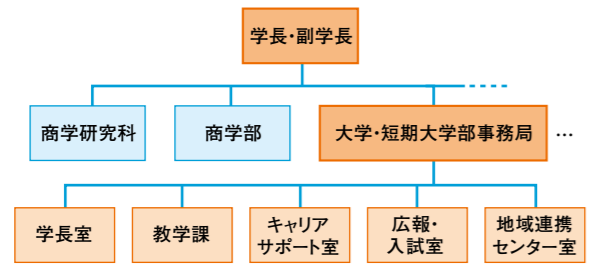 学長・副学長
商学研究科
商学部
大学・短期大学部事務局
…
学長室
教学課
キャリア
サポート室
広報・
入試室
地域連携
センター室